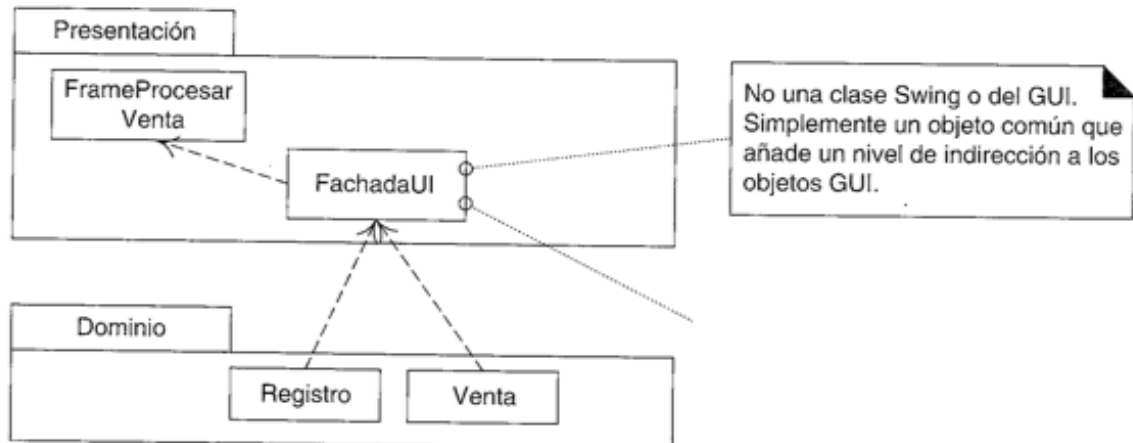 Presentación
FrameProcesar
Venta
FachadaUI
No una clase Swing o del GUI.
Simplemente un objeto común que
añade un nivel de indirección a los
objetos GUI.
Dominio
Registro
Venta